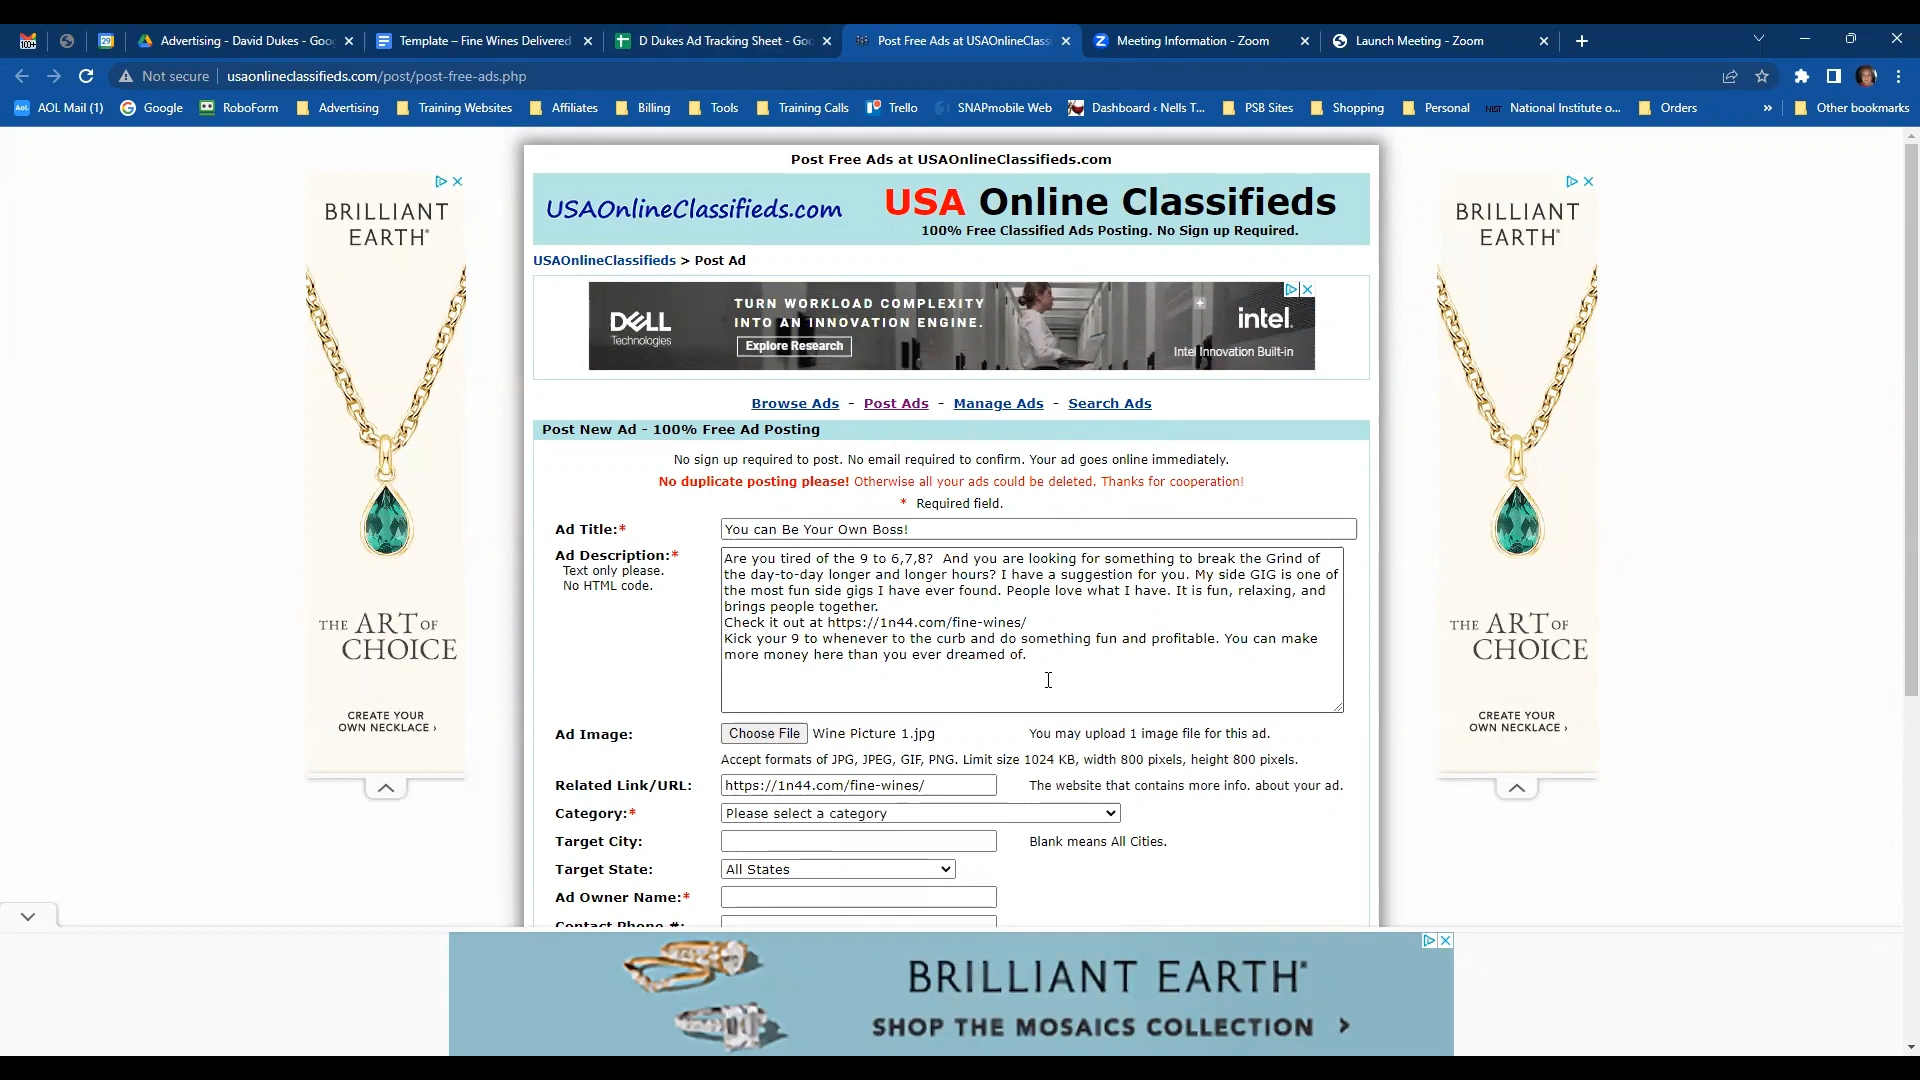 Advertising - David Dukes - Goo
Template – Fine Wines Delivered
D Dukes Ad Tracking Sheet - Go
Post Free Ads at USAOnlineClass
Meeting Information - Zoom
Launch Meeting - Zoom
Not secure
usaonlineclassifieds.com/post/post-free-ads.php
AOL Mail (1)
Google
RoboForm
Advertising
Training Websites
Affiliates
Billing
Tools
Training Calls
Trello
SNAPmobile Web
Dashboard ‹ Nells T...
PSB Sites
Shopping
Personal
National Institute o...
Orders
»
Other bookmarks
Post Free Ads at USAOnlineClassifieds.com
USAOnlineClassifieds.com
USA Online Classifieds
100% Free Classified Ads Posting. No Sign up Required.
USAOnlineClassifieds > Post Ad
DELL
Technologies
TURN WORKLOAD COMPLEXITY
INTO AN INNOVATION ENGINE.
Explore Research
intel.
Intel Innovation Built-in
Browse Ads - Post Ads - Manage Ads - Search Ads
Post New Ad - 100% Free Ad Posting
No sign up required to post. No email required to confirm. Your ad goes online immediately.
No duplicate posting please! Otherwise all your ads could be deleted. Thanks for cooperation!
* Required field.
Ad Title:*
You can Be Your Own Boss!
Ad Description:*
Text only please.
No HTML code.
Are you tired of the 9 to 6,7,8? And you are looking for something to break the Grind of
the day-to-day longer and longer hours? I have a suggestion for you. My side GIG is one of
the most fun side gigs I have ever found. People love what I have. It is fun, relaxing, and
brings people together.
Check it out at https://1n44.com/fine-wines/
Kick your 9 to whenever to the curb and do something fun and profitable. You can make
more money here than you ever dreamed of.
Ad Image:
Choose File Wine Picture 1.jpg
You may upload 1 image file for this ad.
Accept formats of JPG, JPEG, GIF, PNG. Limit size 1024 KB, width 800 pixels, height 800 pixels.
Related Link/URL:
https://1n44.com/fine-wines/
The website that contains more info. about your ad.
Category:*
Please select a category
Target City:
Blank means All Cities.
Target State:
All States
Ad Owner Name:*
Contact Phone #:
BRILLIANT
EARTH®
THE ART OF
CHOICE
CREATE YOUR
OWN NECKLACE ›
BRILLIANT
EARTH®
THE ART OF
CHOICE
CREATE YOUR
OWN NECKLACE ›
BRILLIANT EARTH®
SHOP THE MOSAICS COLLECTION >